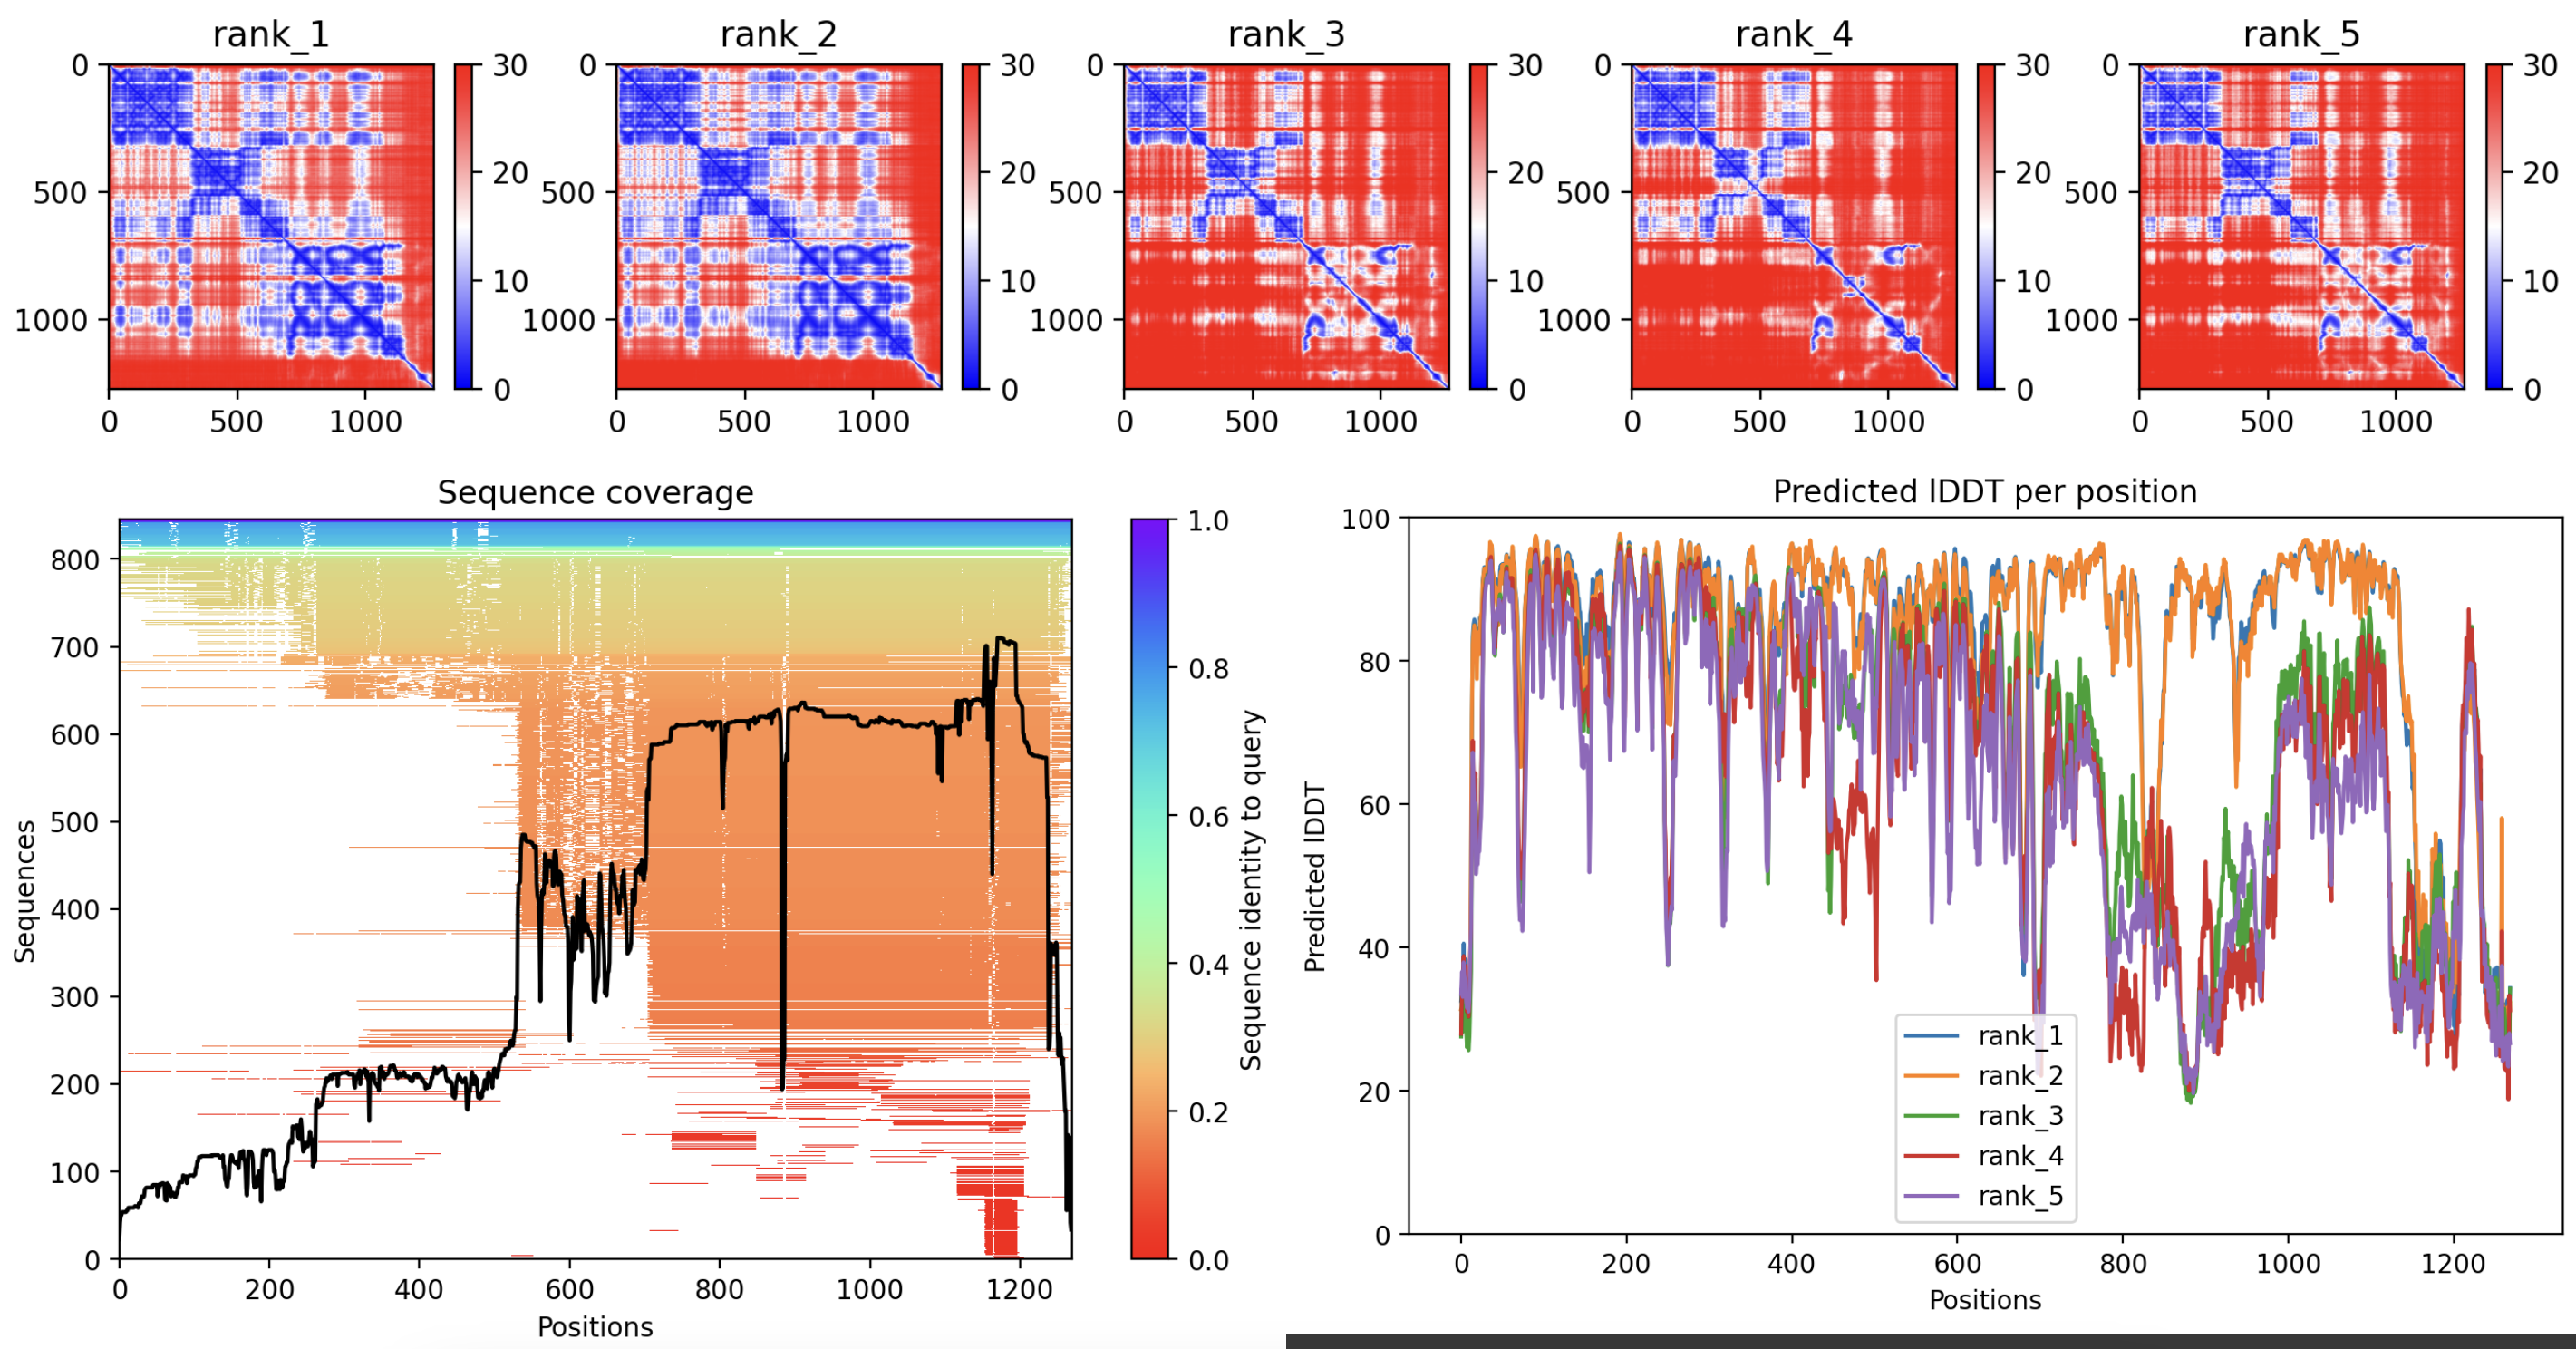 rank_1 rank_2 rank_3 rank_4 rank_5
0 30 0 30 0 30 0 30 0 30
500 20 500 20 500 20 500 20 500 20
10 10 10 10 10
1000 1000 1000 1000 1000
0 0 0 0 0
0 500 1000 0 500 1000 0 500 1000 0 500 1000 0 500 1000
Sequence coverage
Sequences
800
700
600
500
400
300
200
100
0
0 200 400 600 800 1000 1200
Positions
1.0
0.8
0.6
0.4
0.2
0.0
Sequence identity to query
Predicted lDDT per position
Predicted lDDT
100
80
60
40
20
0
rank_1
rank_2
rank_3
rank_4
rank_5
0 200 400 600 800 1000 1200
Positions